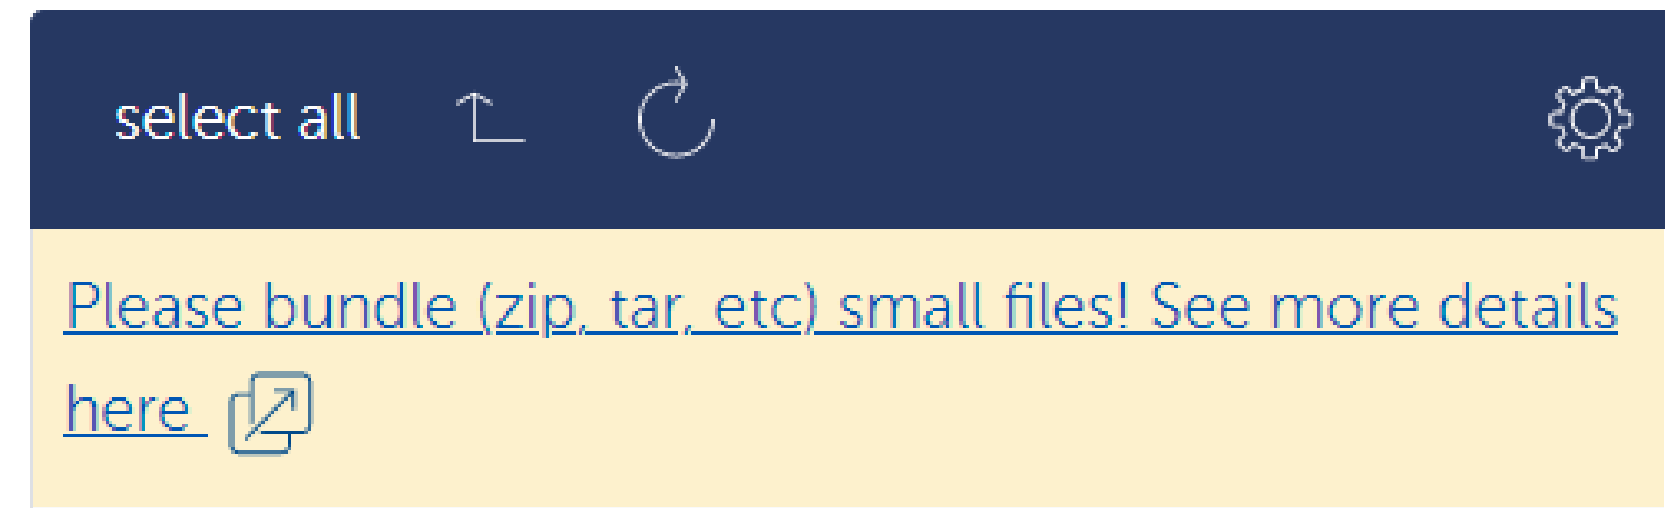 select all
Please bundle (zip, tar, etc) small files! See more details
here